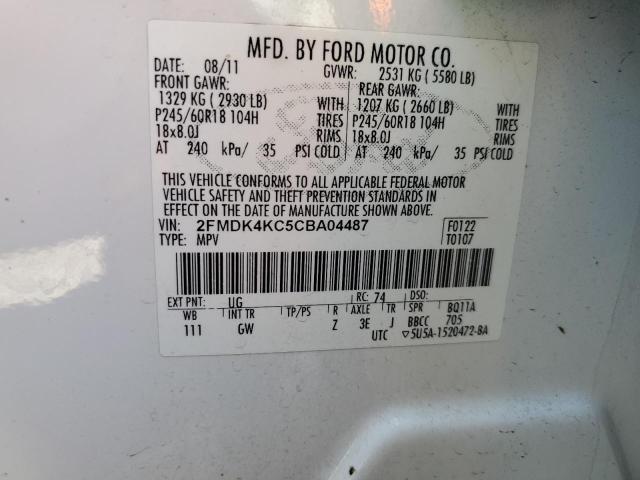 MFD. BY FORD MOTOR CO.
DATE: 08/11 GVWR: 2531 KG ( 5580 LB)
FRONT GAWR: REAR GAWR:
1329 KG ( 2930 LB) WITH 1207 KG ( 2660 LB) WITH
P245/60R18 104H TIRES P245/60R18 104H TIRES
18x8.0J RIMS 18x8.0J RIMS
AT 240 kPa/ 35 PSI COLD AT 240 kPa/ 35 PSI COLD
THIS VEHICLE CONFORMS TO ALL APPLICABLE FEDERAL MOTOR
VEHICLE SAFETY AND THEFT PREVENTION STANDARDS
IN EFFECT ON THE DATE OF MANUFACTURE SHOWN ABOVE.
VIN: 2FMDK4KC5CBA04487 F0122
TYPE: MPV T0107
EXT PNT: UG RC: 74 DSO:
WB INT TR TP/PS R AXLE TR SPR BQ11A
111 GW Z 3E J BBCC 705
UTC ▽5U5A-1520472-BA